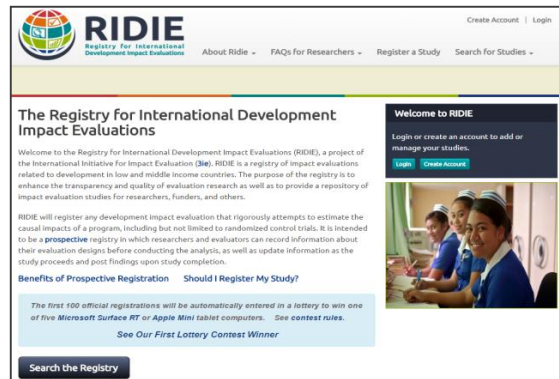 Create Account | Login
RIDIE
Registry for International
Development Impact Evaluations
About Ridie FAQs for Researchers Register a Study Search for Studies
The Registry for International Development
Impact Evaluations
Welcome to the Registry for International Development Impact Evaluations (RIDIE), a project of
the International Initiative for Impact Evaluation (3ie). RIDIE is a registry of impact evaluations
related to development in low and middle income countries. The purpose of the registry is to
enhance the transparency and quality of evaluation research as well as to provide a repository of
impact evaluation studies for researchers, funders, and others.
RIDIE will register any development impact evaluation that rigorously attempts to estimate the
causal impacts of a program, including but not limited to randomized control trials. It is intended
to be a prospective registry in which researchers and evaluators can record information about
their evaluation designs before conducting the analysis, as well as update information as the
study proceeds and post findings upon study completion.
Benefits of Prospective Registration Should I Register My Study?
The first 100 official registrations will be automatically entered in a lottery to win one
of five Microsoft Surface RT or Apple Mini tablet computers. See contest rules.
See Our First Lottery Contest Winner
Search the Registry
Welcome to RIDIE
Login or create an account to add or
manage your studies.
Login Create Account